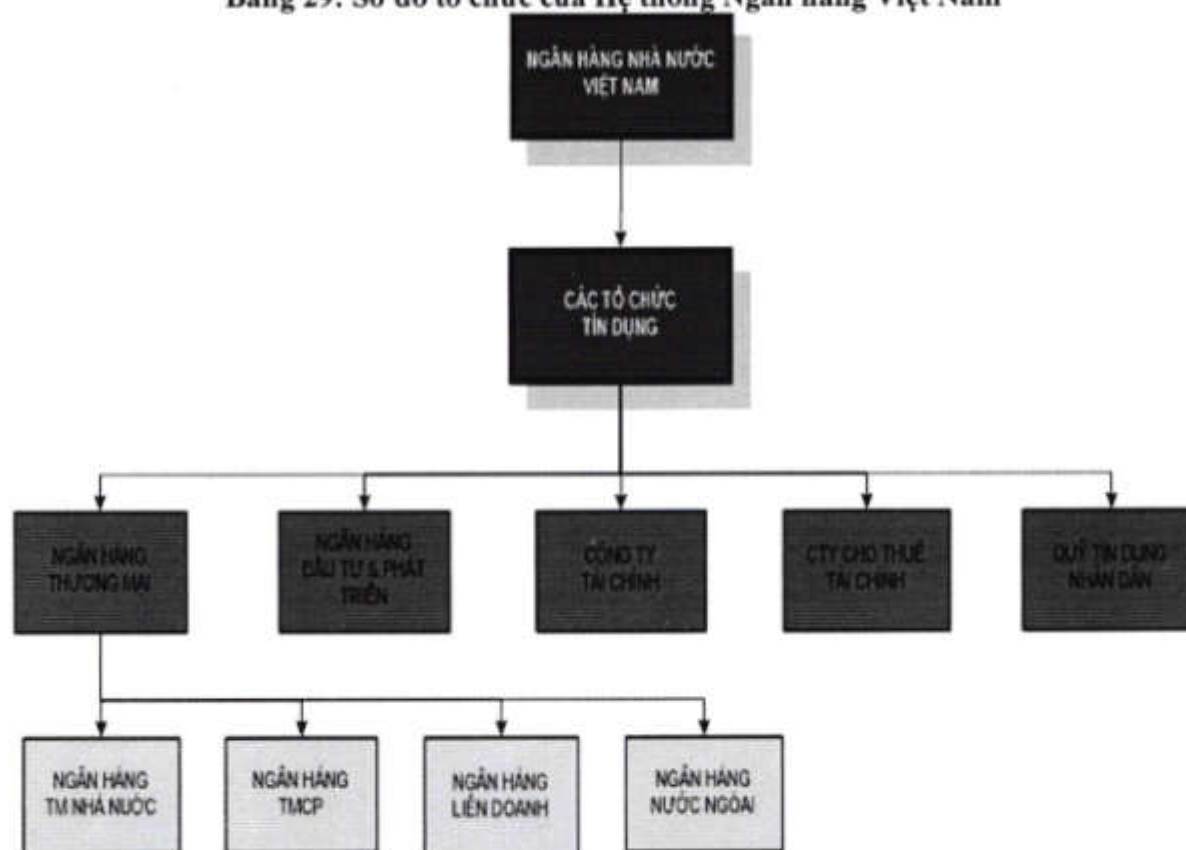 Bảng 29: Sơ đồ tổ chức của Hệ thống Ngân hàng Việt Nam
NGÂN HÀNG NHÀ NƯỚC
VIỆT NAM
CÁC TỔ CHỨC
TÍN DỤNG
NGÂN HÀNG
THƯƠNG MẠI
NGÂN HÀNG
ĐẦU TƯ & PHÁT
TRIỂN
CÔNG TY
TÀI CHÍNH
CTY CHO THUÊ
TÀI CHÍNH
QUỸ TÍN DỤNG
NHÂN DÂN
NGÂN HÀNG
TM NHÀ NƯỚC
NGÂN HÀNG
TMCP
NGÂN HÀNG
LIÊN DOANH
NGÂN HÀNG
NƯỚC NGOÀI